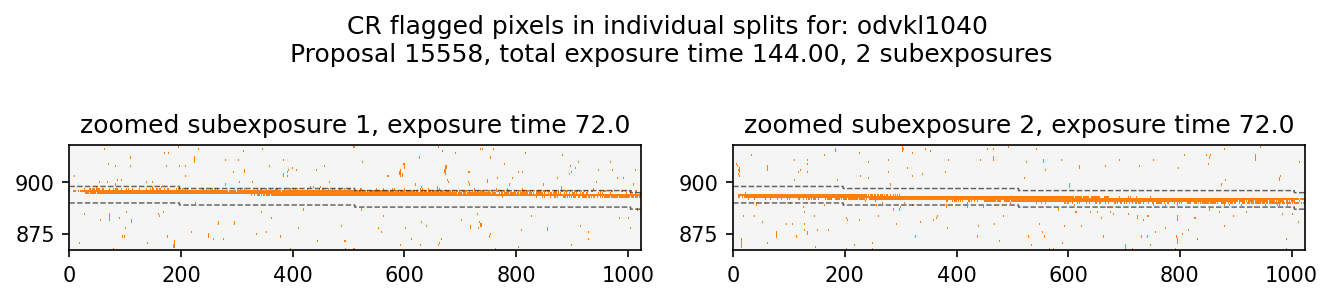 CR flagged pixels in individual splits for: odvkl1040
Proposal 15558, total exposure time 144.00, 2 subexposures
zoomed subexposure 1, exposure time 72.0
zoomed subexposure 2, exposure time 72.0
900
875
0 200 400 600 800 1000
900
875
0 200 400 600 800 1000